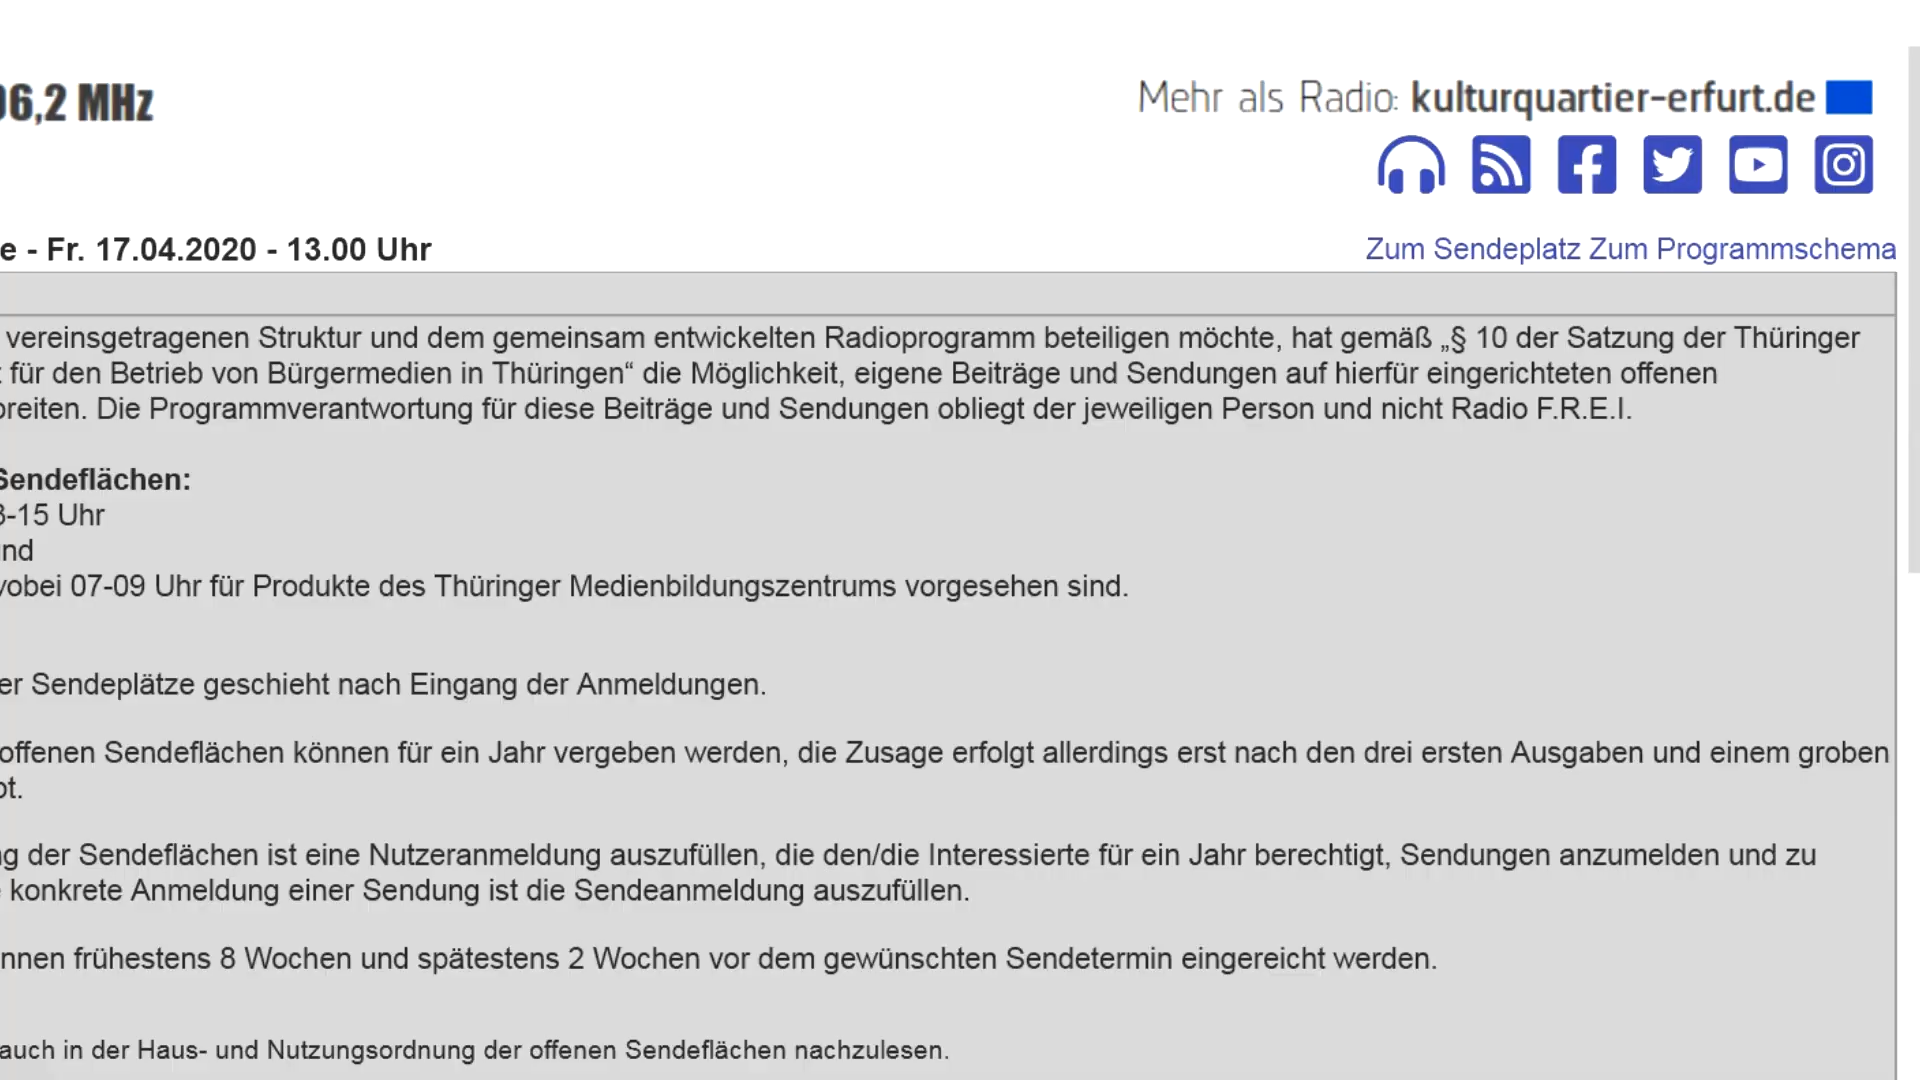 06,2 MHz
Mehr als Radio: kulturquartier-erfurt.de
e - Fr. 17.04.2020 - 13.00 Uhr
Zum Sendeplatz Zum Programmschema
vereinsgetragenen Struktur und dem gemeinsam entwickelten Radioprogramm beteiligen möchte, hat gemäß „§ 10 der Satzung der Thüringer
für den Betrieb von Bürgermedien in Thüringen“ die Möglichkeit, eigene Beiträge und Sendungen auf hierfür eingerichteten offenen
breiten. Die Programmverantwortung für diese Beiträge und Sendungen obliegt der jeweiligen Person und nicht Radio F.R.E.I.
Sendeflächen:
3-15 Uhr
nd
wobei 07-09 Uhr für Produkte des Thüringer Medienbildungszentrums vorgesehen sind.
er Sendeplätze geschieht nach Eingang der Anmeldungen.
offenen Sendeflächen können für ein Jahr vergeben werden, die Zusage erfolgt allerdings erst nach den drei ersten Ausgaben und einem groben
pt.
ng der Sendeflächen ist eine Nutzeranmeldung auszufüllen, die den/die Interessierte für ein Jahr berechtigt, Sendungen anzumelden und zu
e konkrete Anmeldung einer Sendung ist die Sendeanmeldung auszufüllen.
nnen frühestens 8 Wochen und spätestens 2 Wochen vor dem gewünschten Sendetermin eingereicht werden.
auch in der Haus- und Nutzungsordnung der offenen Sendeflächen nachzulesen.